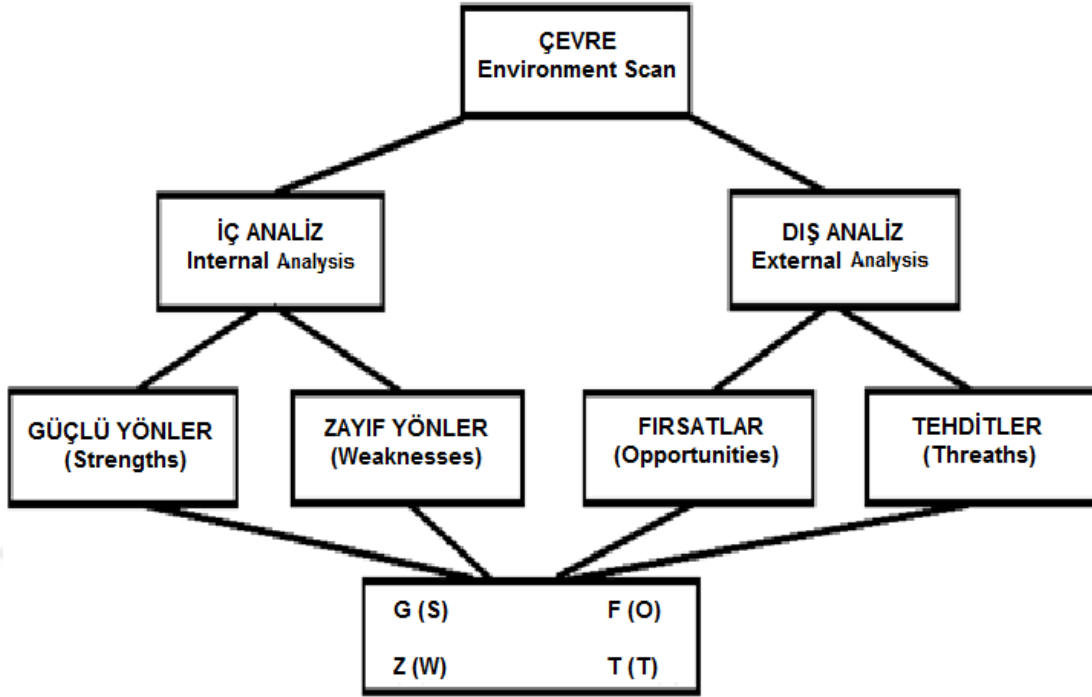 ÇEVRE
Environment Scan
İÇ ANALİZ
Internal Analysis
DIŞ ANALİZ
External Analysis
GÜÇLÜ YÖNLER
(Strengths)
ZAYIF YÖNLER
(Weaknesses)
FIRSATLAR
(Opportunities)
TEHDİTLER
(Threaths)
G (S) F (O)
Z (W) T (T)